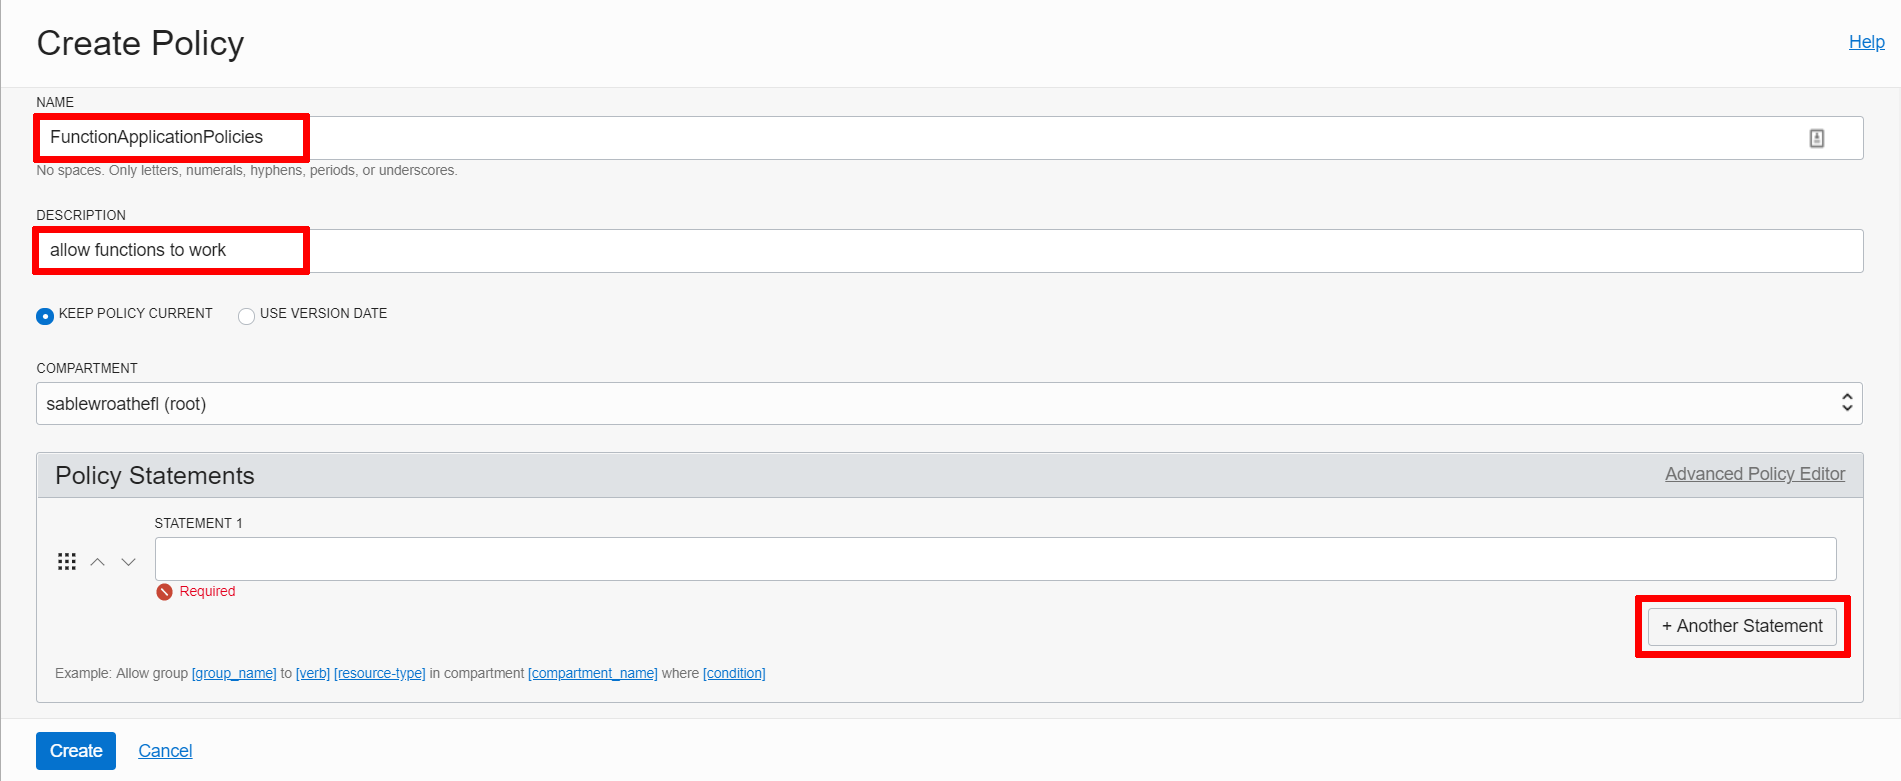 Create Policy
Help
NAME
FunctionApplicationPolicies
No spaces. Only letters, numerals, hyphens, periods, or underscores.
DESCRIPTION
allow functions to work
KEEP POLICY CURRENT USE VERSION DATE
COMPARTMENT
sablewroathefl (root)
Policy Statements
Advanced Policy Editor
STATEMENT 1
Required
+ Another Statement
Example: Allow group [group_name] to [verb] [resource-type] in compartment [compartment_name] where [condition]
Create Cancel